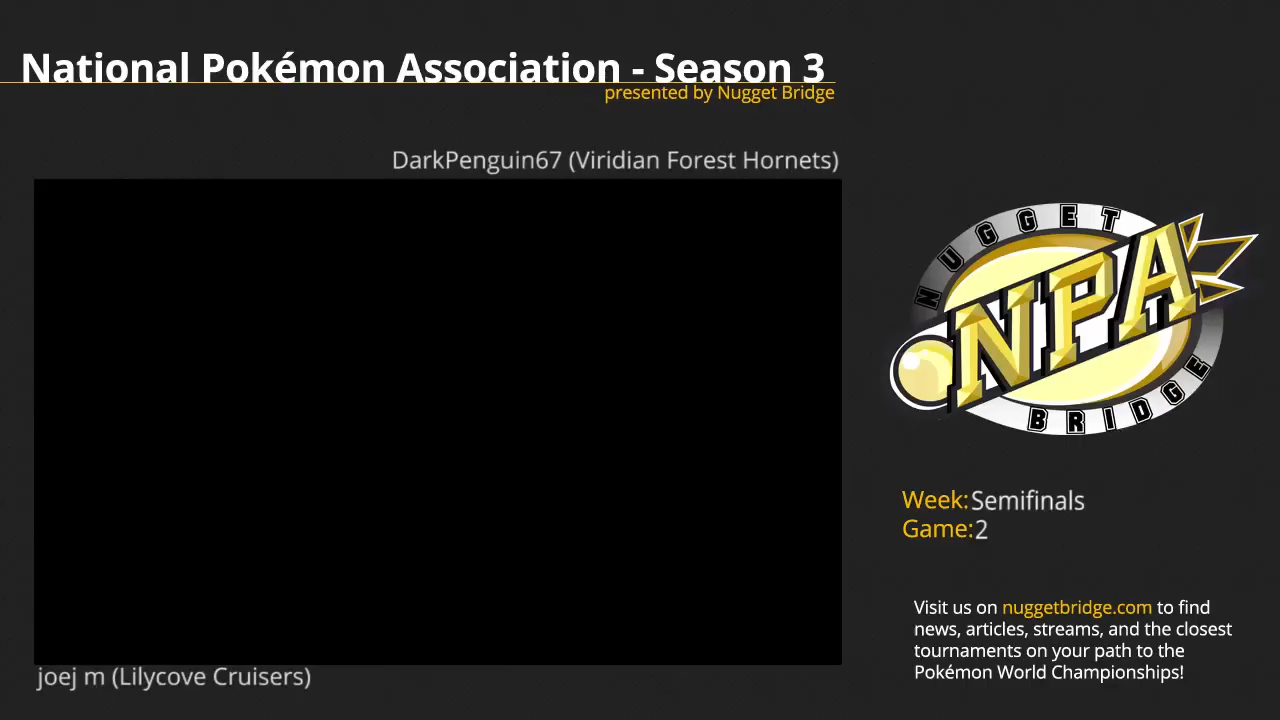 National Pokémon Association - Season 3
presented by Nugget Bridge
DarkPenguin67 (Viridian Forest Hornets)
NUGGET
NPA
BRIDGE
Week: Semifinals
Game: 2
Visit us on nuggetbridge.com to find
news, articles, streams, and the closest
tournaments on your path to the
Pokémon World Championships!
joej m (Lilycove Cruisers)